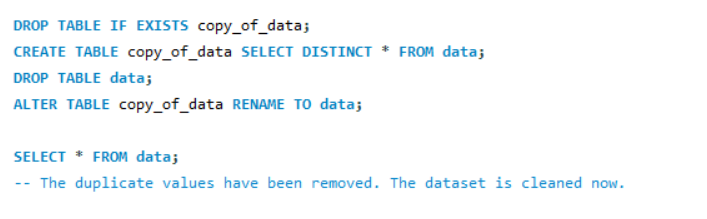 DROP TABLE IF EXISTS copy_of_data;
CREATE TABLE copy_of_data SELECT DISTINCT * FROM data;
DROP TABLE data;
ALTER TABLE copy_of_data RENAME TO data;
SELECT * FROM data;
-- The duplicate values have been removed. The dataset is cleaned now.